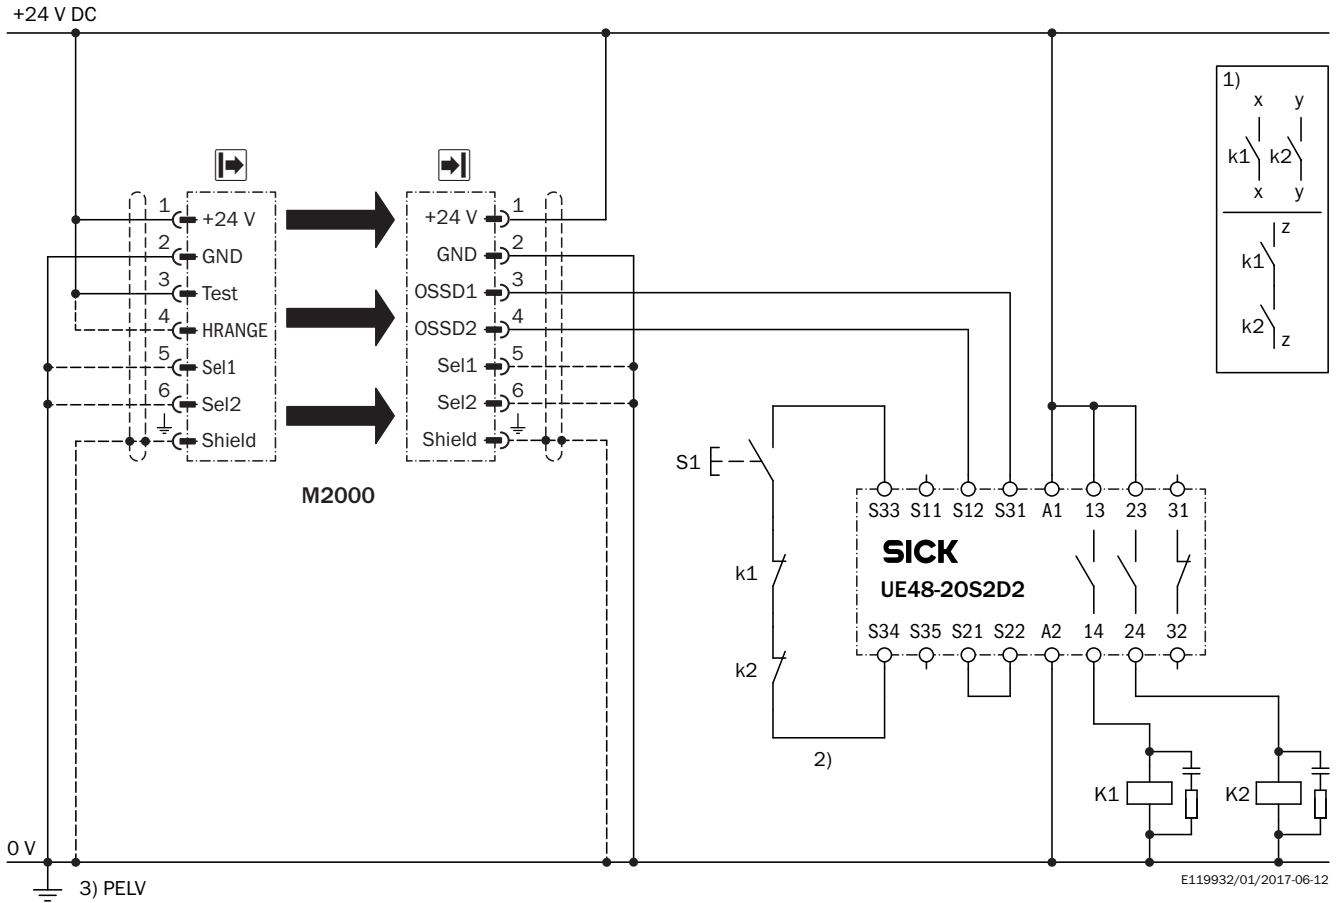 +24 V DC
1)
x y
k1 k2
x y
z
k1
k2
z
1 +24 V
2 GND
3 Test
4 HRANGE
5 Sel1
6 Sel2
Shield
+24 V 1
GND 2
OSSD1 3
OSSD2 4
Sel1 5
Sel2 6
Shield
M2000
S1
k1
k2
2)
S33 S11 S12 S31 A1 13 23 31
SICK
UE48-2OS2D2
S34 S35 S21 S22 A2 14 24 32
K1
K2
0 V
3) PELV
E119932/01/2017-06-12